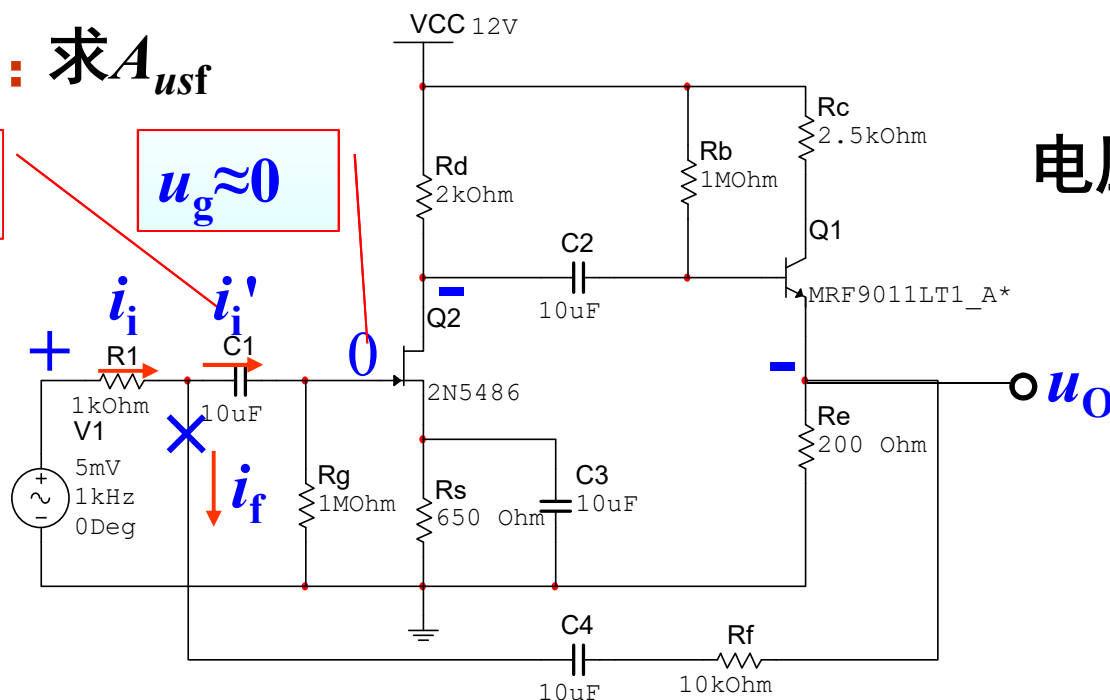 VCC 12V
: 求Ausf
Rc
2.5kOhm
Rb
1MOhm
Rd
2kOhm
ug≈0
Q1
C2
10uF
MRF9011LT1_A*
ii
ii'
Q2
+
R1
C1
0
1kOhm
10uF
2N5486
uO
V1
5mV
1kHz
0Deg
if
Rg
1MOhm
Rs
650 Ohm
C3
10uF
Re
200 Ohm
C4
10uF
Rf
10kOhm